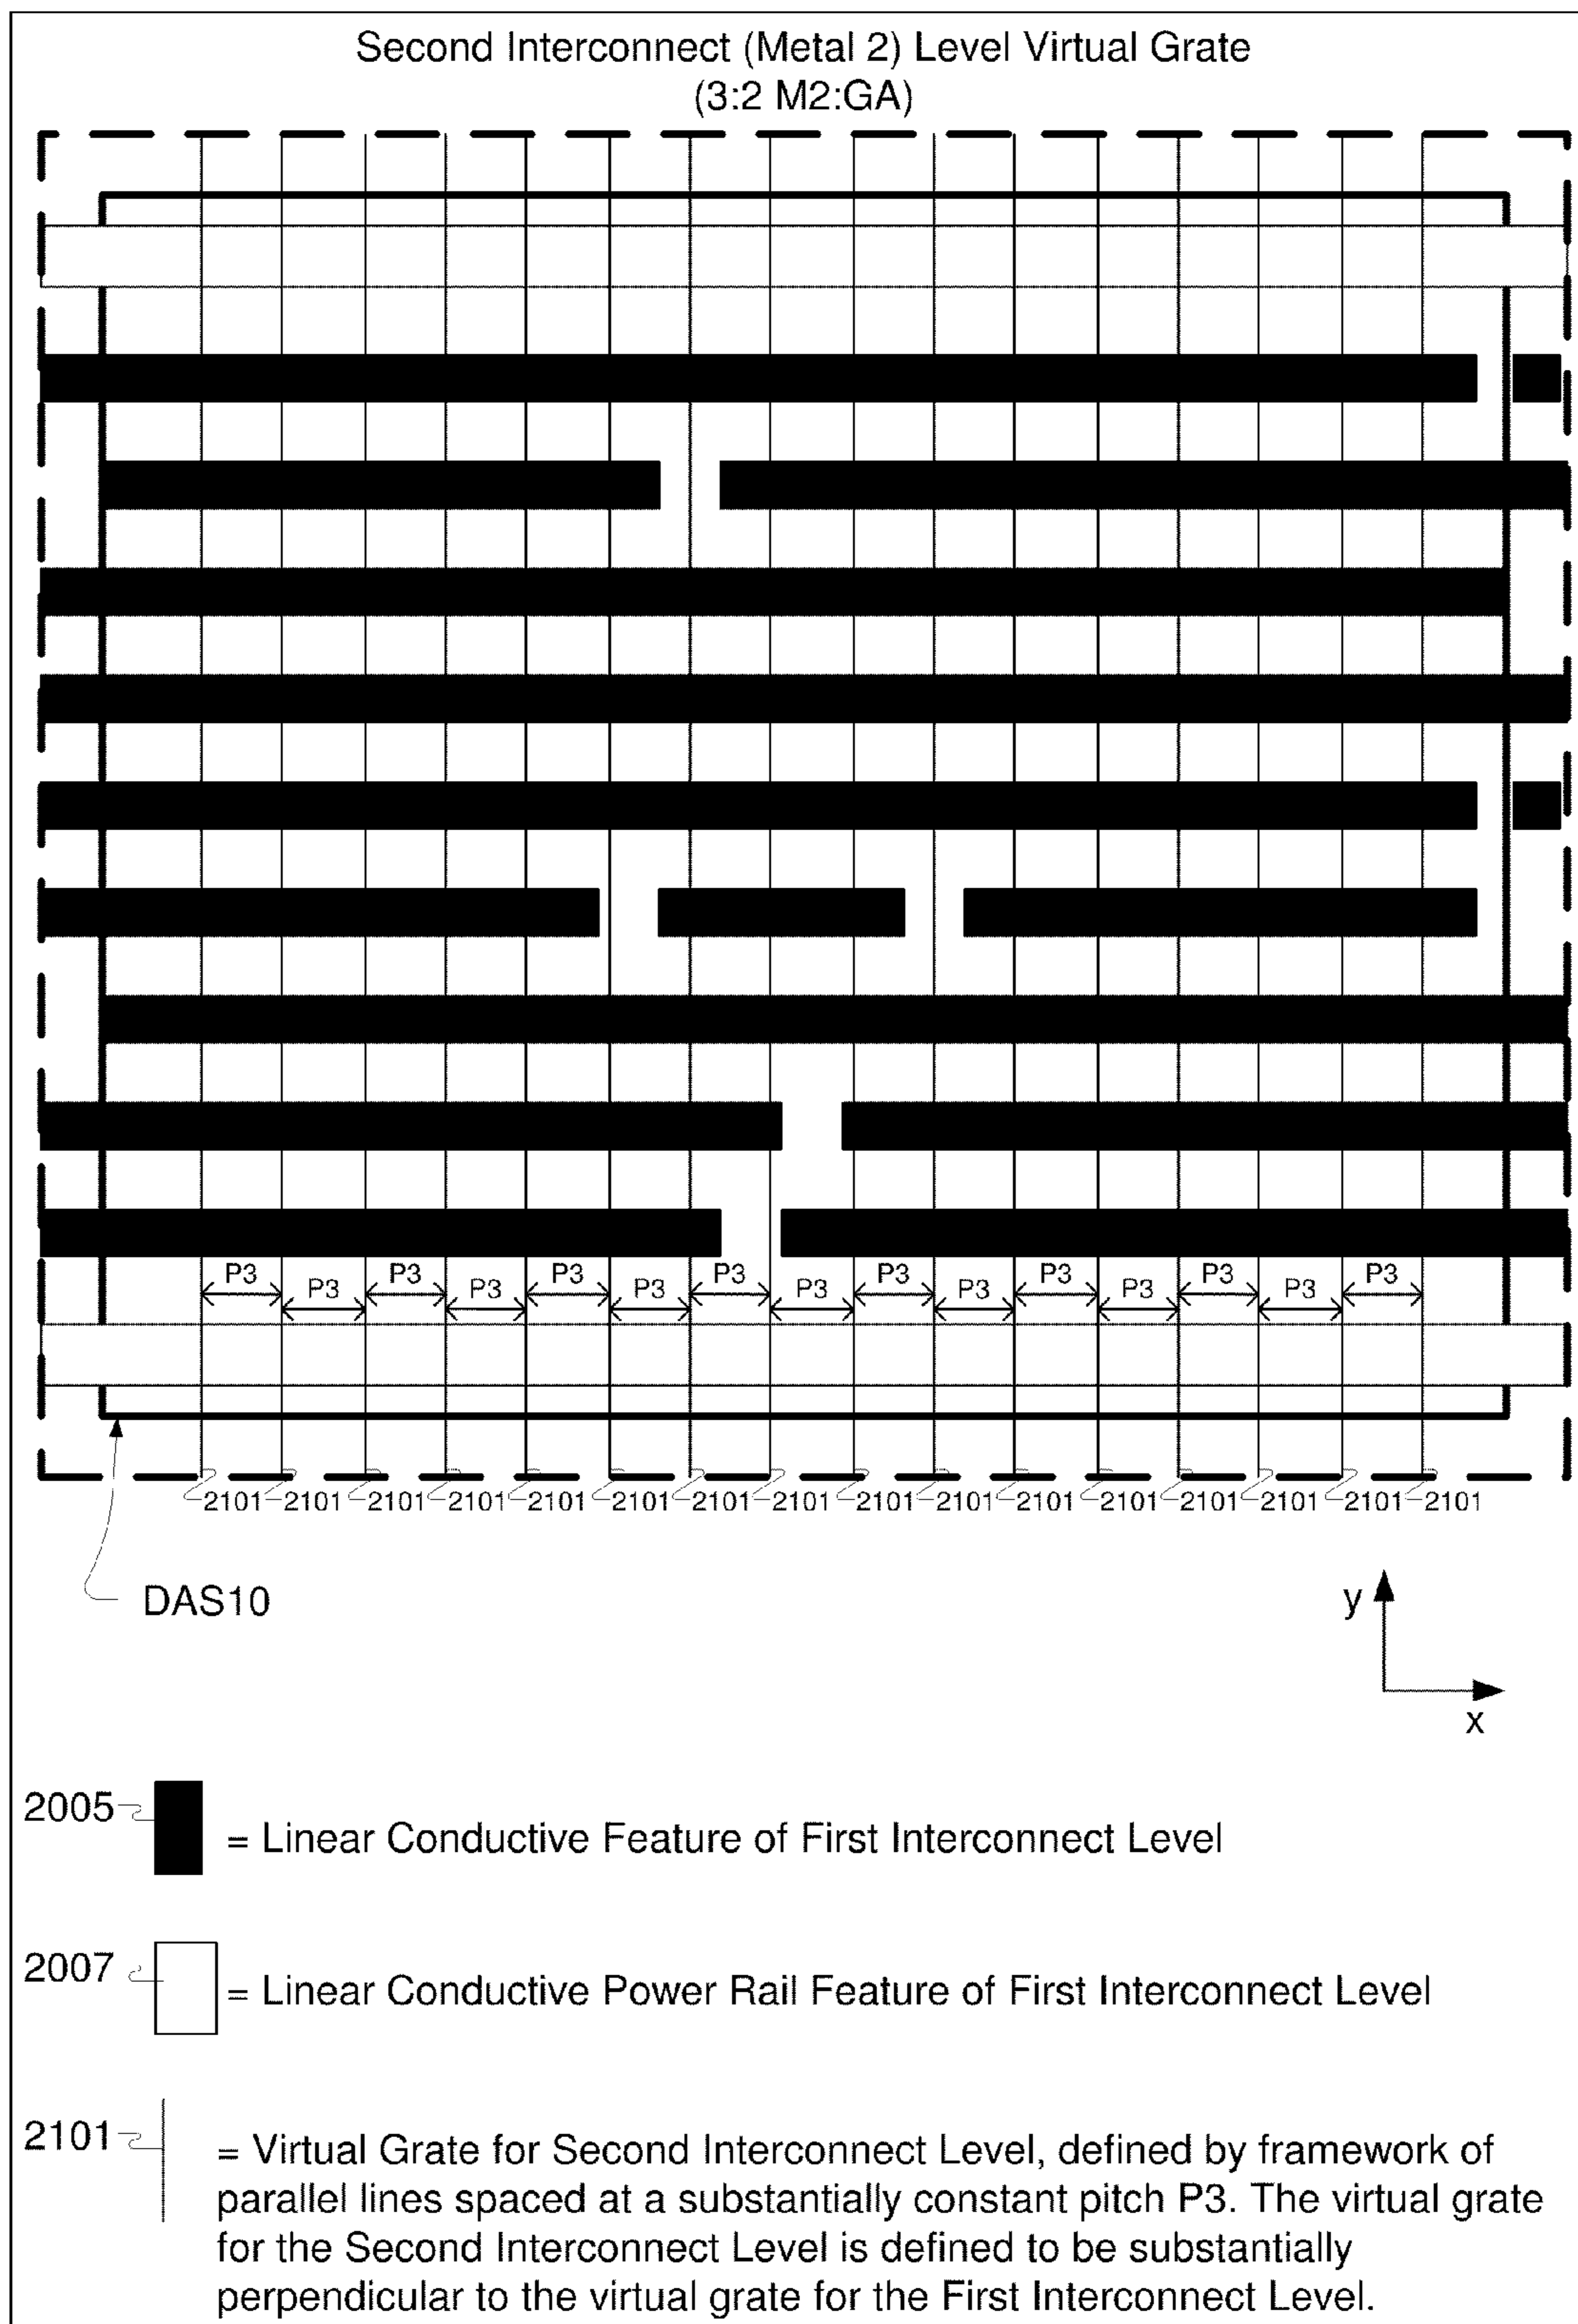 Second Interconnect (Metal 2) Level Virtual Grate
(3:2 M2:GA)
P3 P3 P3 P3 P3 P3 P3 P3 P3 P3 P3 P3 P3 P3 P3
2101 2101 2101 2101 2101 2101 2101 2101 2101 2101 2101 2101 2101 2101 2101 2101
DAS10
y
x
2005 = Linear Conductive Feature of First Interconnect Level
2007 = Linear Conductive Power Rail Feature of First Interconnect Level
2101 = Virtual Grate for Second Interconnect Level, defined by framework of
parallel lines spaced at a substantially constant pitch P3. The virtual grate
for the Second Interconnect Level is defined to be substantially
perpendicular to the virtual grate for the First Interconnect Level.